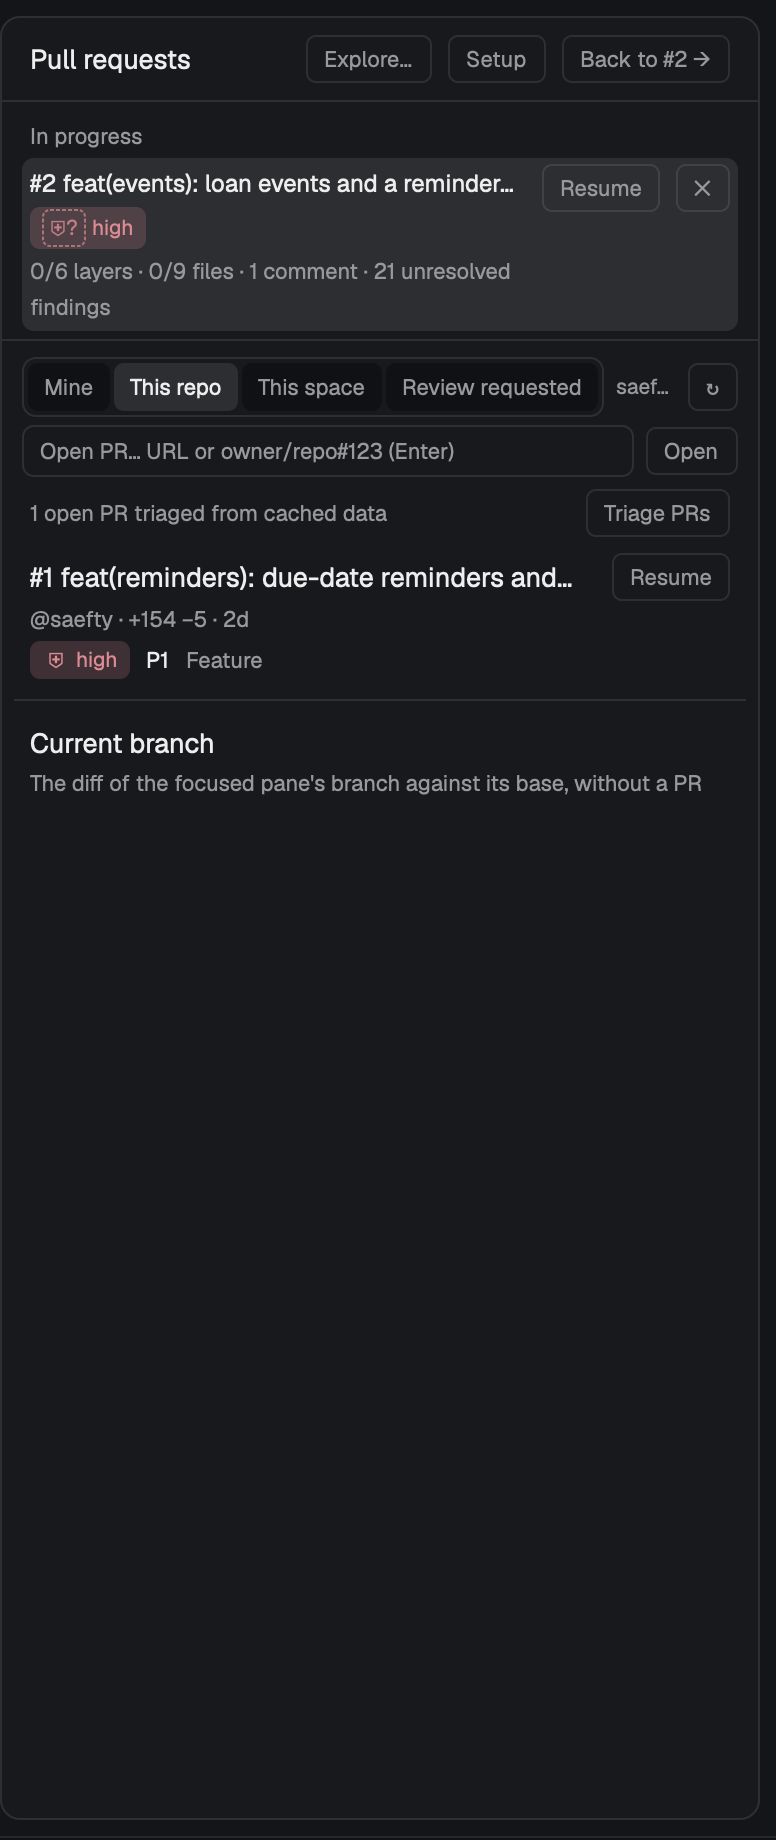 Pull requests
Explore...
Setup
Back to #2 →
In progress
#2 feat(events): loan events and a reminder...
Resume
×
? high
0/6 layers · 0/9 files · 1 comment · 21 unresolved
findings
Mine
This repo
This space
Review requested
saef...
↻
Open PR... URL or owner/repo#123 (Enter)
Open
1 open PR triaged from cached data
Triage PRs
#1 feat(reminders): due-date reminders and...
Resume
@saefty · +154 −5 · 2d
high P1 Feature
Current branch
The diff of the focused pane's branch against its base, without a PR